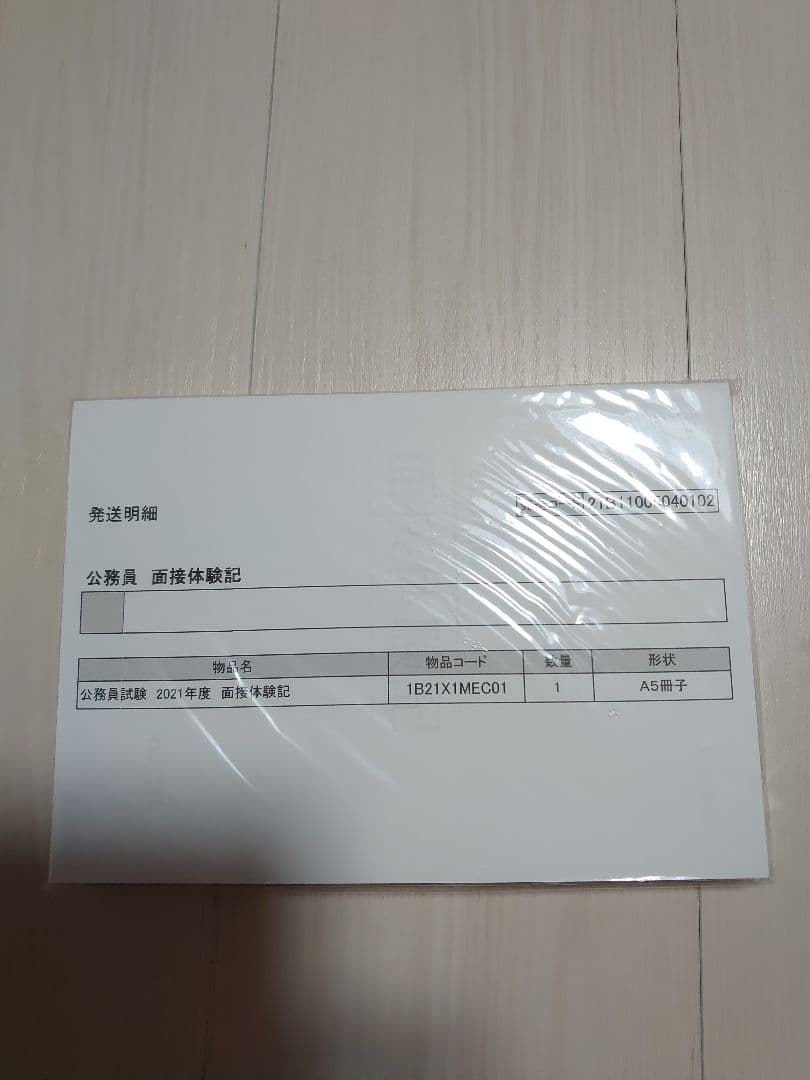 発送明細
公務員 面接体験記
物品名 物品コード 数量 形状
公務員試験 2021年度 面接体験記 1B21X1MEC01 1 A5冊子